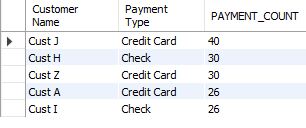 Customer Name Payment Type PAYMENT_COUNT
Cust J Credit Card 40
Cust H Check 30
Cust Z Credit Card 30
Cust A Credit Card 26
Cust I Check 26